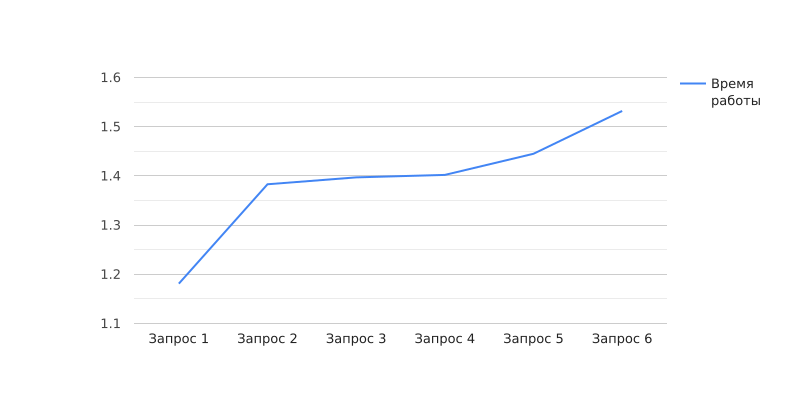 1.6
1.5
1.4
1.3
1.2
1.1
Запрос 1
Запрос 2
Запрос 3
Запрос 4
Запрос 5
Запрос 6
Время
работы